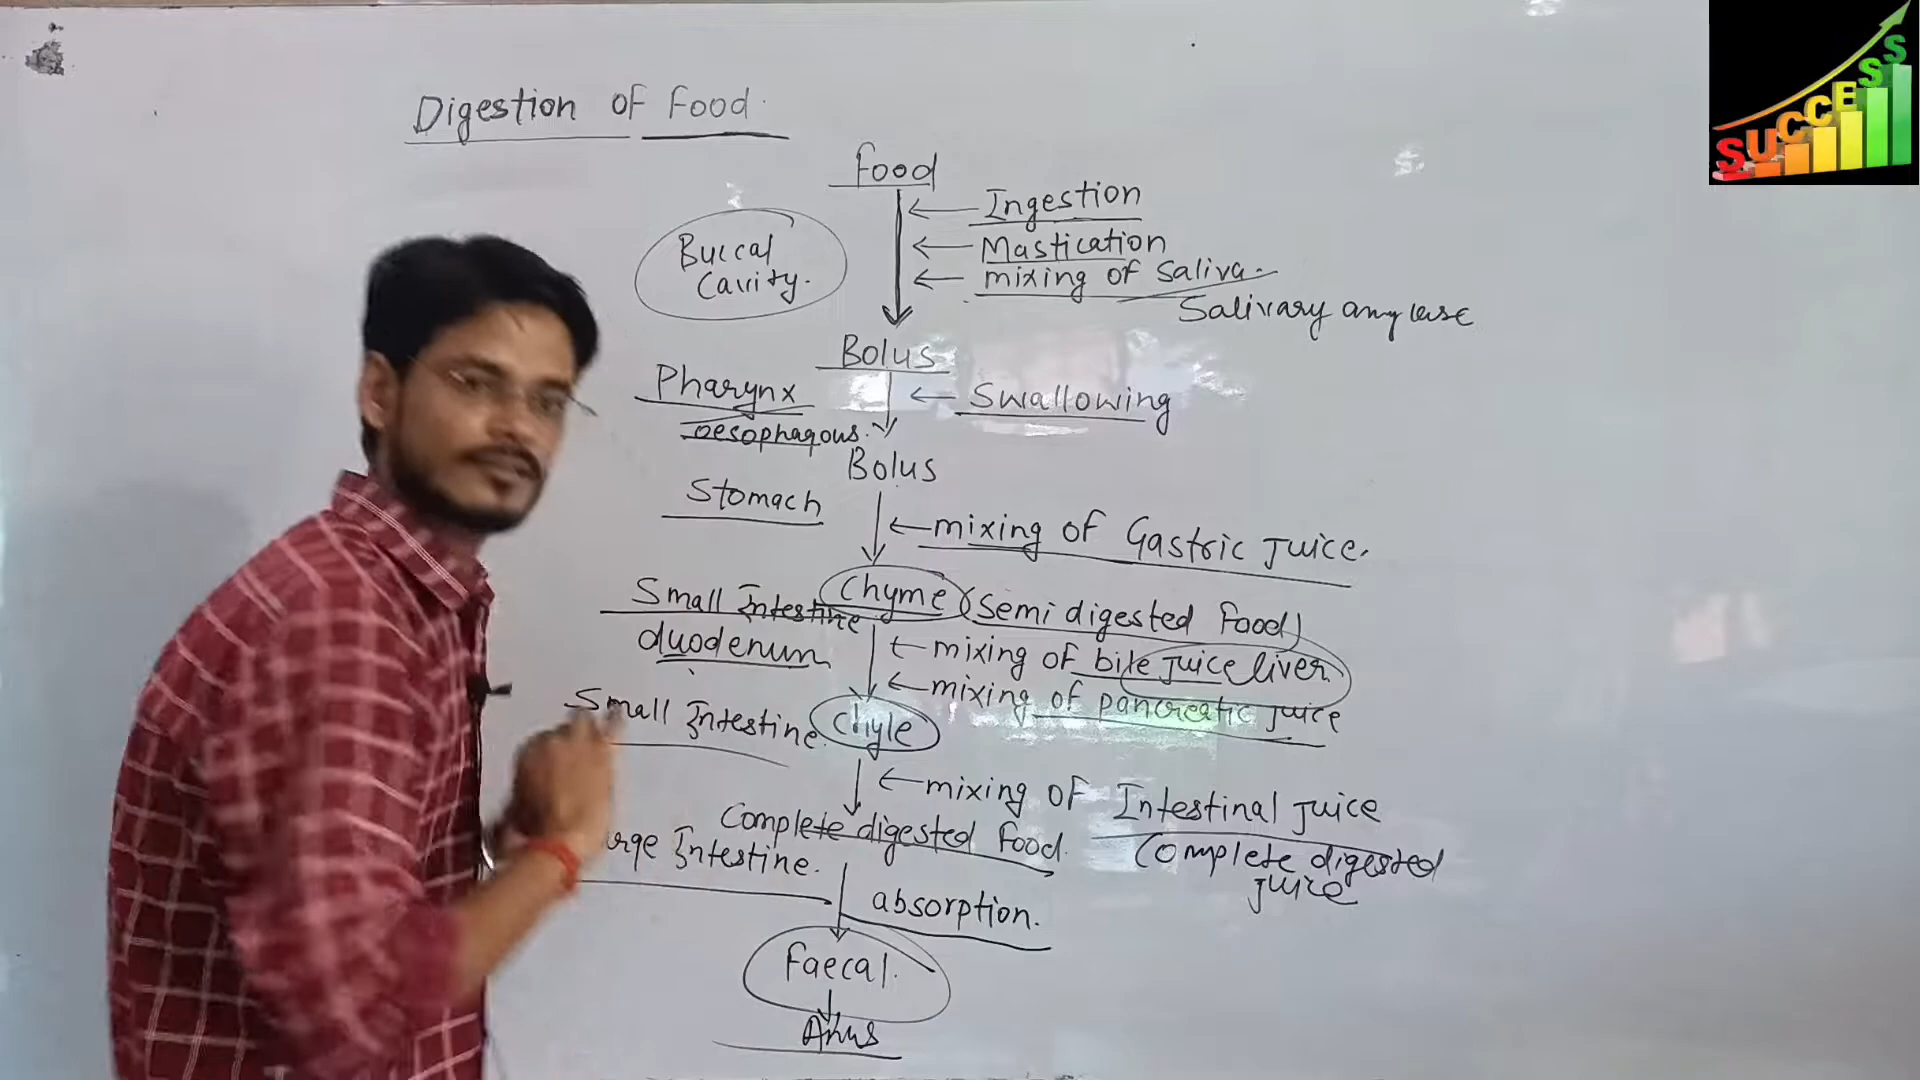 Digestion of Food.
Food
Ingestion
Mastication
mixing of Saliva.
Salivary amylase
Buccal
Cavity.
Bolus
Pharynx
Swallowing
oesophagous.
Bolus
Stomach
mixing of Gastric Juice.
Small Intestine
Chyme (Semi digested Food)
duodenum
mixing of bile Juice liver
mixing of pancreatic Juice
Small Intestine.
Chyle
mixing of Intestinal Juice
Complete digested Food.
Complete digested
Juice
Intestine.
absorption.
Faecal.
Anus
SUCCESS